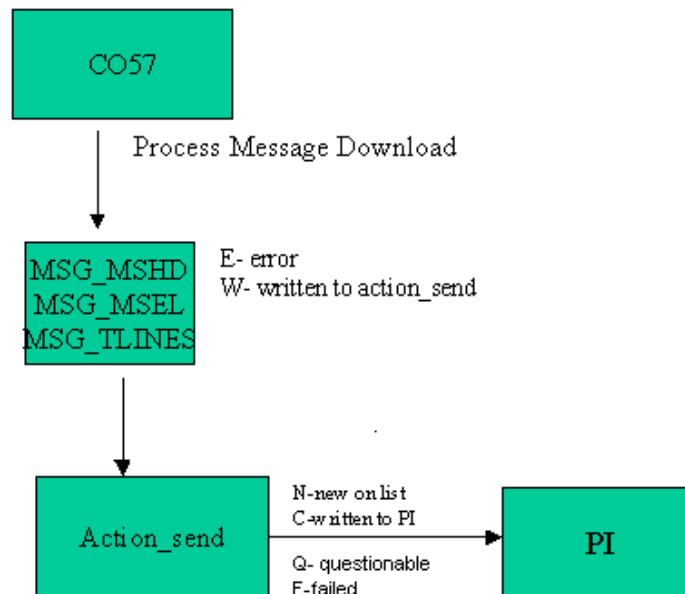 CO57
Process Message Download
MSG_MSHD
MSG_MSEL
MSG_TLINES
E- error
W- written to action_send
Action_send
N-new on list
C-written to PI
Q- questionable
F-failed
PI